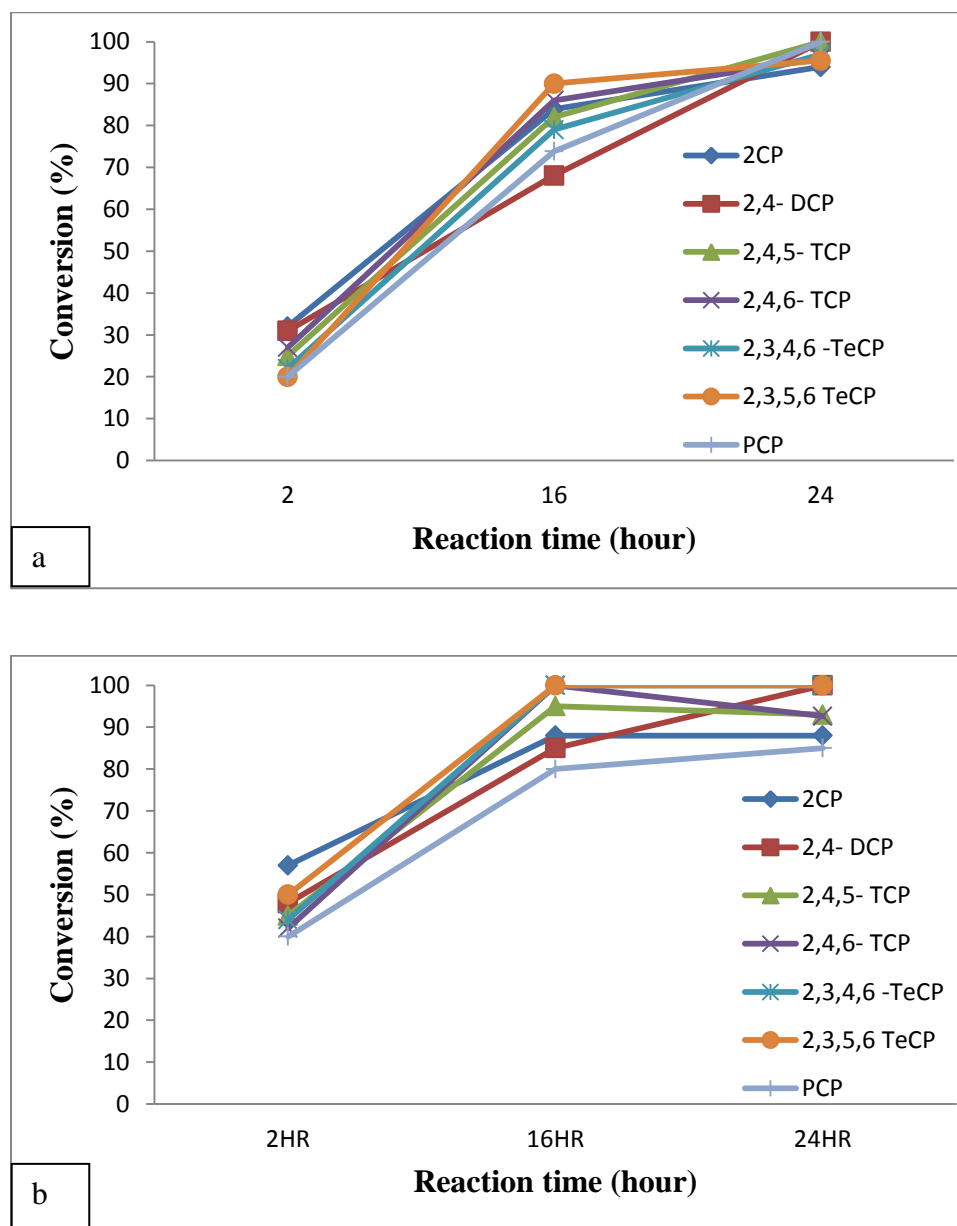 100
90
80
70
60
50
40
30
20
10
0
Conversion (%)
2CP
2,4- DCP
2,4,5- TCP
2,4,6- TCP
2,3,4,6 -TeCP
2,3,5,6 TeCP
PCP
2 16 24
Reaction time (hour)
a
100
90
80
70
60
50
40
30
20
10
0
Conversion (%)
2CP
2,4- DCP
2,4,5- TCP
2,4,6- TCP
2,3,4,6 -TeCP
2,3,5,6 TeCP
PCP
2HR 16HR 24HR
Reaction time (hour)
b